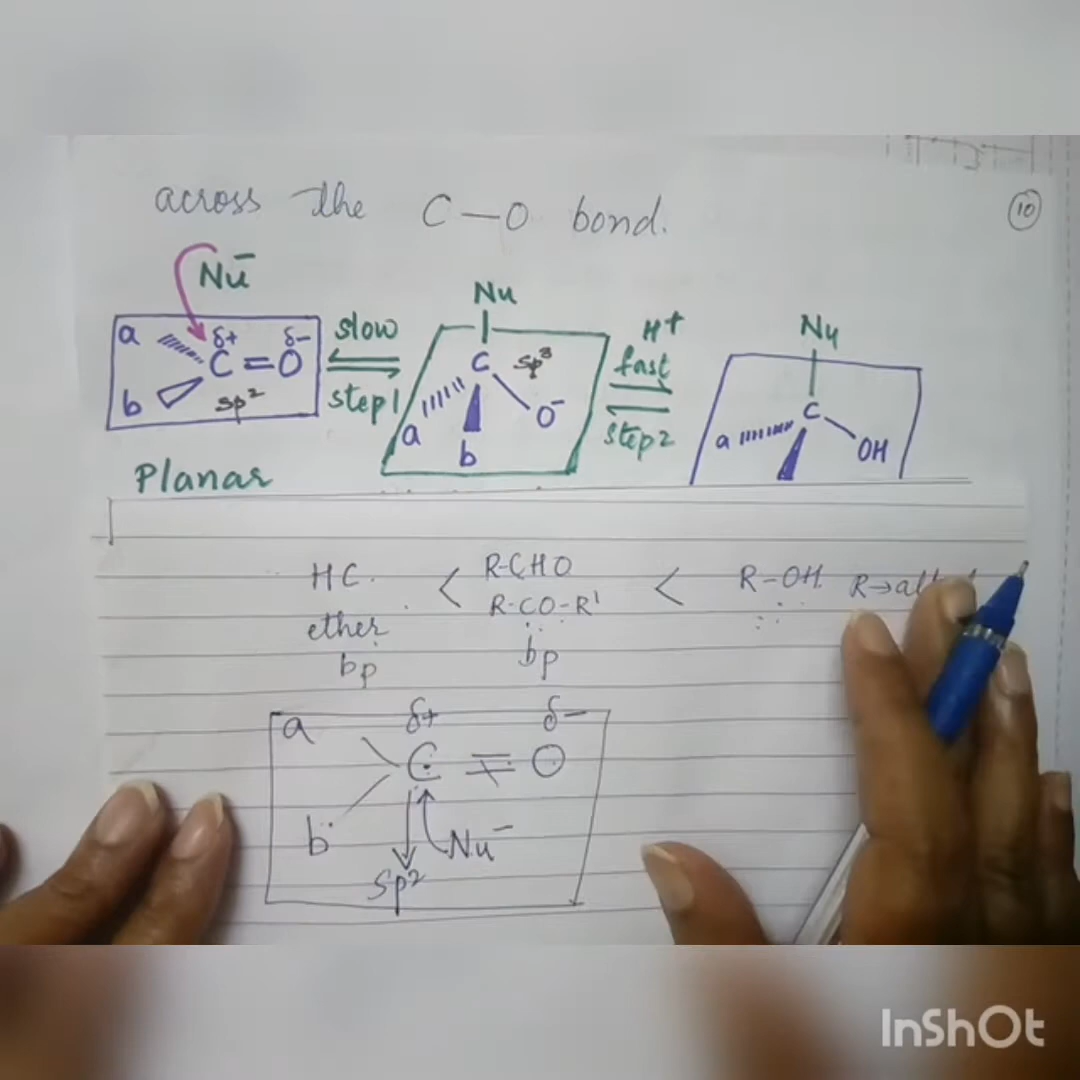 across the C—O bond.
10
Nu⁻
a δ+ δ-
C=O
b sp²
Planar
slow
step1
Nu
C sp³
a b O⁻
H⁺
fast
step2
Nu
C
a OH
HC. < R-CHO < R-OH. R→
R-CO-R'
ether
bp bp
a δ+ δ-
C = O
b Nu⁻
sp²
InShOt